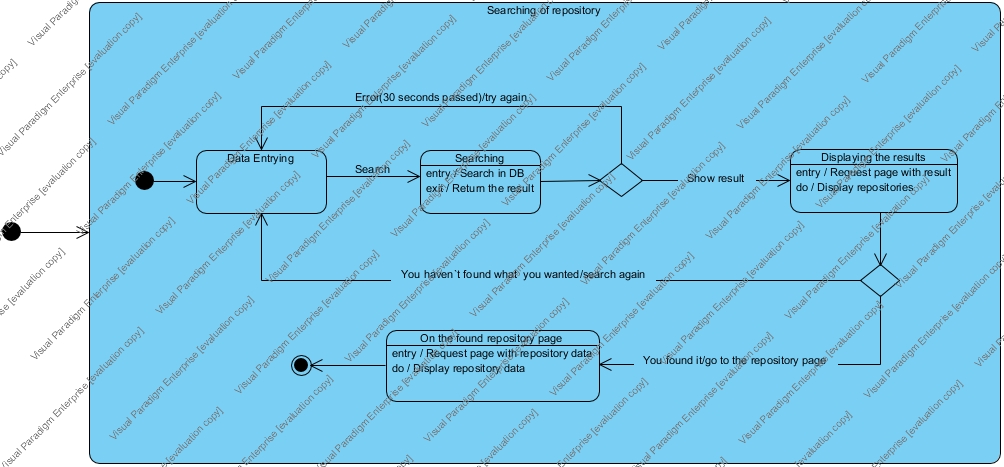 Searching of repository
Error(30 seconds passed)/try again
Data Entrying
Search
Searching
entry / Search in DB
exit / Return the result
Show result
Displaying the results
entry / Request page with result
do / Display repositories
You haven`t found what you wanted/search again
On the found repository page
entry / Request page with repository data
do / Display repository data
You found it/go to the repository page
Visual Paradigm Enterprise [evaluation copy]